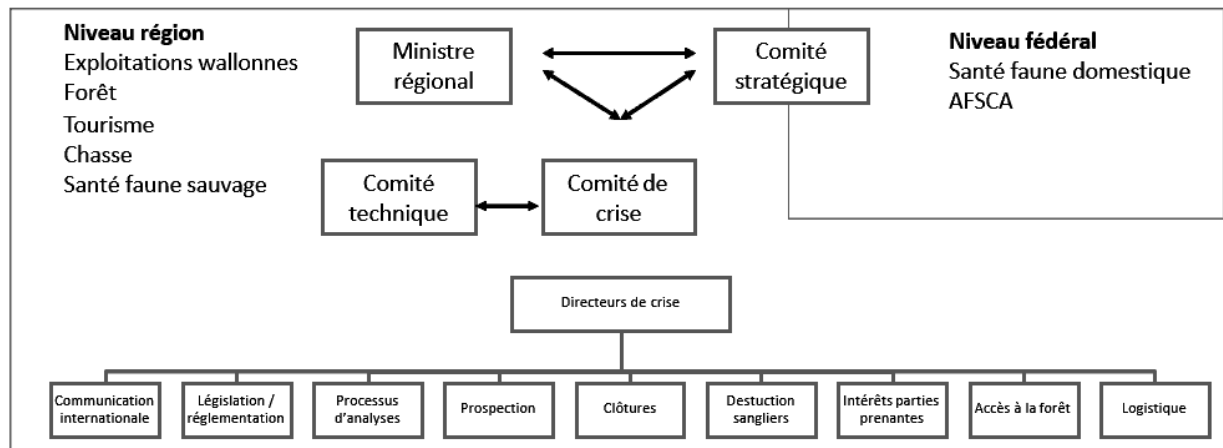 Niveau région
Exploitations wallonnes
Forêt
Tourisme
Chasse
Santé faune sauvage
Ministre
régional
Comité
stratégique
Niveau fédéral
Santé faune domestique
AFSCA
Comité
technique
Comité de
crise
Directeurs de crise
Communication
internationale
Législation /
réglementation
Processus
d'analyses
Prospection
Clôtures
Destuction
sangliers
Intérêts parties
prenantes
Accès à la forêt
Logistique